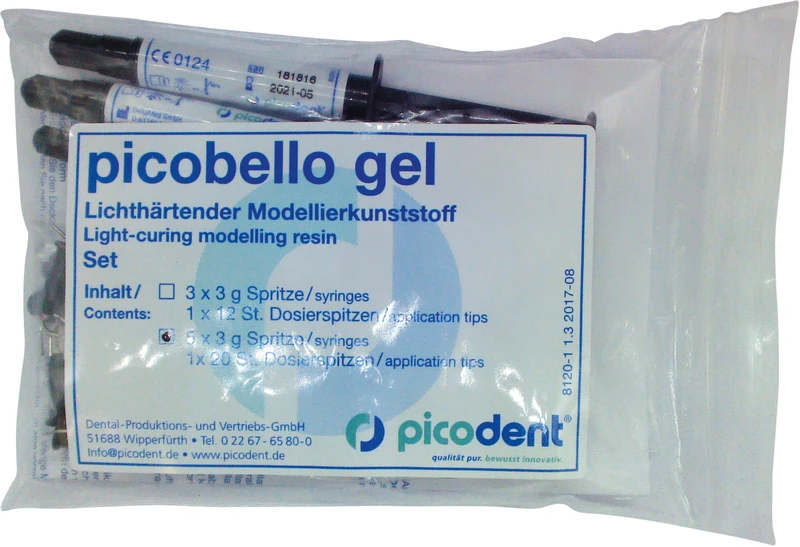 CE 0124
181816
2021-05
picodent
GmbH
picodent
picobello gel
Lichthärtender Modellierkunststoff
Light-curing modelling resin
Set
Inhalt/ 3 x 3 g Spritze/syringes
Contents: 1 x 12 St. Dosierspitzen/application tips
5 x 3 g Spritze/syringes
1x 20 St. Dosierspitzen/application tips
8120-1 1.3 2017-08
Dental-Produktions- und Vertriebs-GmbH
51688 Wipperfürth • Tel. 0 22 67 - 65 80-0
Info@picodent.de • www.picodent.de
picodent®
qualität pur. bewusst innovativ.